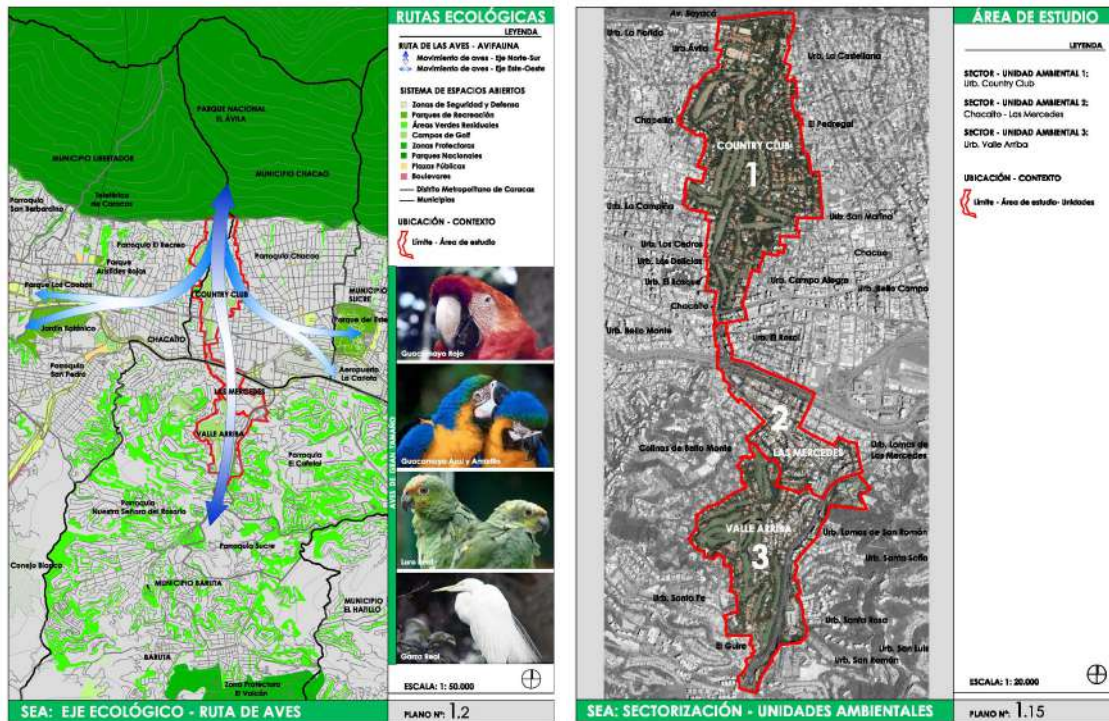 RUTAS ECOLÓGICAS
LEYENDA
RUTA DE LAS AVES - AVIFAUNA
Movimiento de aves - Eje Norte-Sur
Movimiento de aves - Eje Este-Oeste
SISTEMA DE ESPACIOS ABIERTOS
Zonas de Seguridad y Defensa
Parques de Recreación
Áreas Verdes Residuales
Campos de Golf
Zonas Protectoras
Parques Nacionales
Plazas Públicas
Boulevares
Distrito Metropolitano de Caracas
Municipios
UBICACIÓN - CONTEXTO
Límite - Área de estudio
PARQUE NACIONAL
EL ÁVILA
MUNICIPIO LIBERTADOR
MUNICIPIO CHACAO
Teleférico
de Caracas
Parroquia
San Bernardino
Parroquia El Recreo
Parque
Arístides Rojas
Parroquia Chacao
Parque Los Caobos
COUNTRY CLUB
MUNICIPIO
SUCRE
Jardín Botánico
Parque del Este
CHACAÍTO
Parroquia
San Pedro
Aeropuerto
La Carlota
LAS MERCEDES
VALLE ARRIBA
Parroquia
El Cafetal
Parroquia
Nuestra Señora del Rosario
Parroquia Sucre
Conejo Blanco
MUNICIPIO BARUTA
MUNICIPIO
EL HATILLO
BARUTA
Zona Protectora
El Volcán
AVES DE GRAN TAMAÑO
Guacamaya Roja
Guacamaya Azul y Amarilla
Loro Real
Garza Real
ESCALA: 1: 50.000
SEA: EJE ECOLÓGICO - RUTA DE AVES
PLANO Nº: 1.2
ÁREA DE ESTUDIO
LEYENDA
SECTOR - UNIDAD AMBIENTAL 1:
Urb. Country Club
SECTOR - UNIDAD AMBIENTAL 2:
Chacaíto - Las Mercedes
SECTOR - UNIDAD AMBIENTAL 3:
Urb. Valle Arriba
UBICACIÓN - CONTEXTO
Límite - Área de estudio- Unidades
Av. Boyacá
Urb. La Florida
Urb. Ávila
Urb. La Castellana
Chapellín
El Pedregal
COUNTRY CLUB
1
Urb. La Campiña
Urb. San Marino
Urb. Los Cedros
Urb. Las Delicias
Chacao
Urb. El Bosque
Urb. Campo Alegre
Urb. Bello Campo
Chacaíto
Urb. Bello Monte
Urb. El Rosal
2
Colinas de Bello Monte
LAS MERCEDES
Urb. Lomas de
Las Mercedes
VALLE ARRIBA
3
Urb. Lomas de San Román
Urb. Santa Sofía
Urb. Santa Fe
Urb. Santa Rosa
El Guire
Urb. San Luis
Urb. San Román
ESCALA: 1: 20.000
SEA: SECTORIZACIÓN - UNIDADES AMBIENTALES
PLANO Nº: 1.15